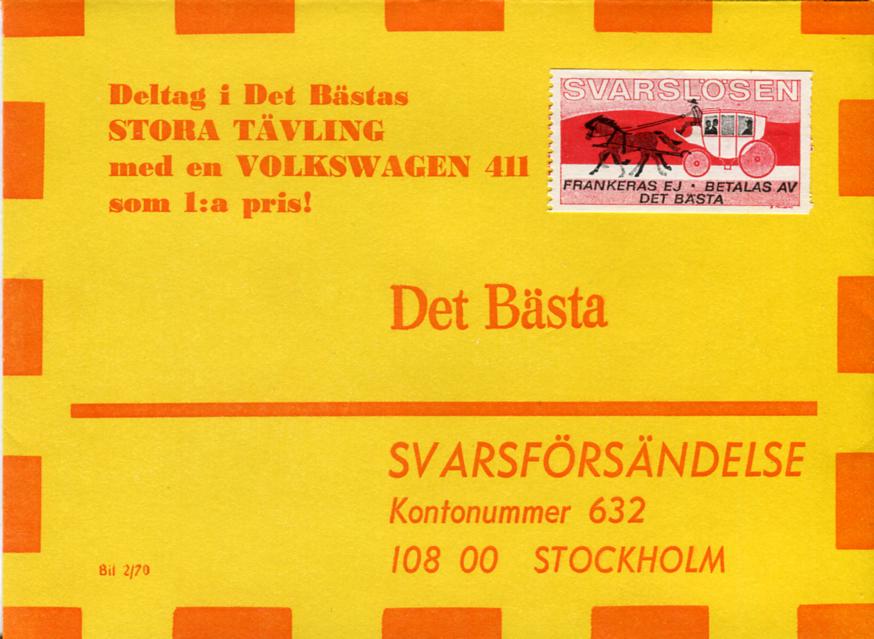 Deltag i Det Bästas
STORA TÄVLING
med en VOLKSWAGEN 411
som 1:a pris!
SVARSLÖSEN
FRANKERAS EJ · BETALAS AV
DET BÄSTA
Det Bästa
SVARSFÖRSÄNDELSE
Kontonummer 632
108 00 STOCKHOLM
Bil 2/70